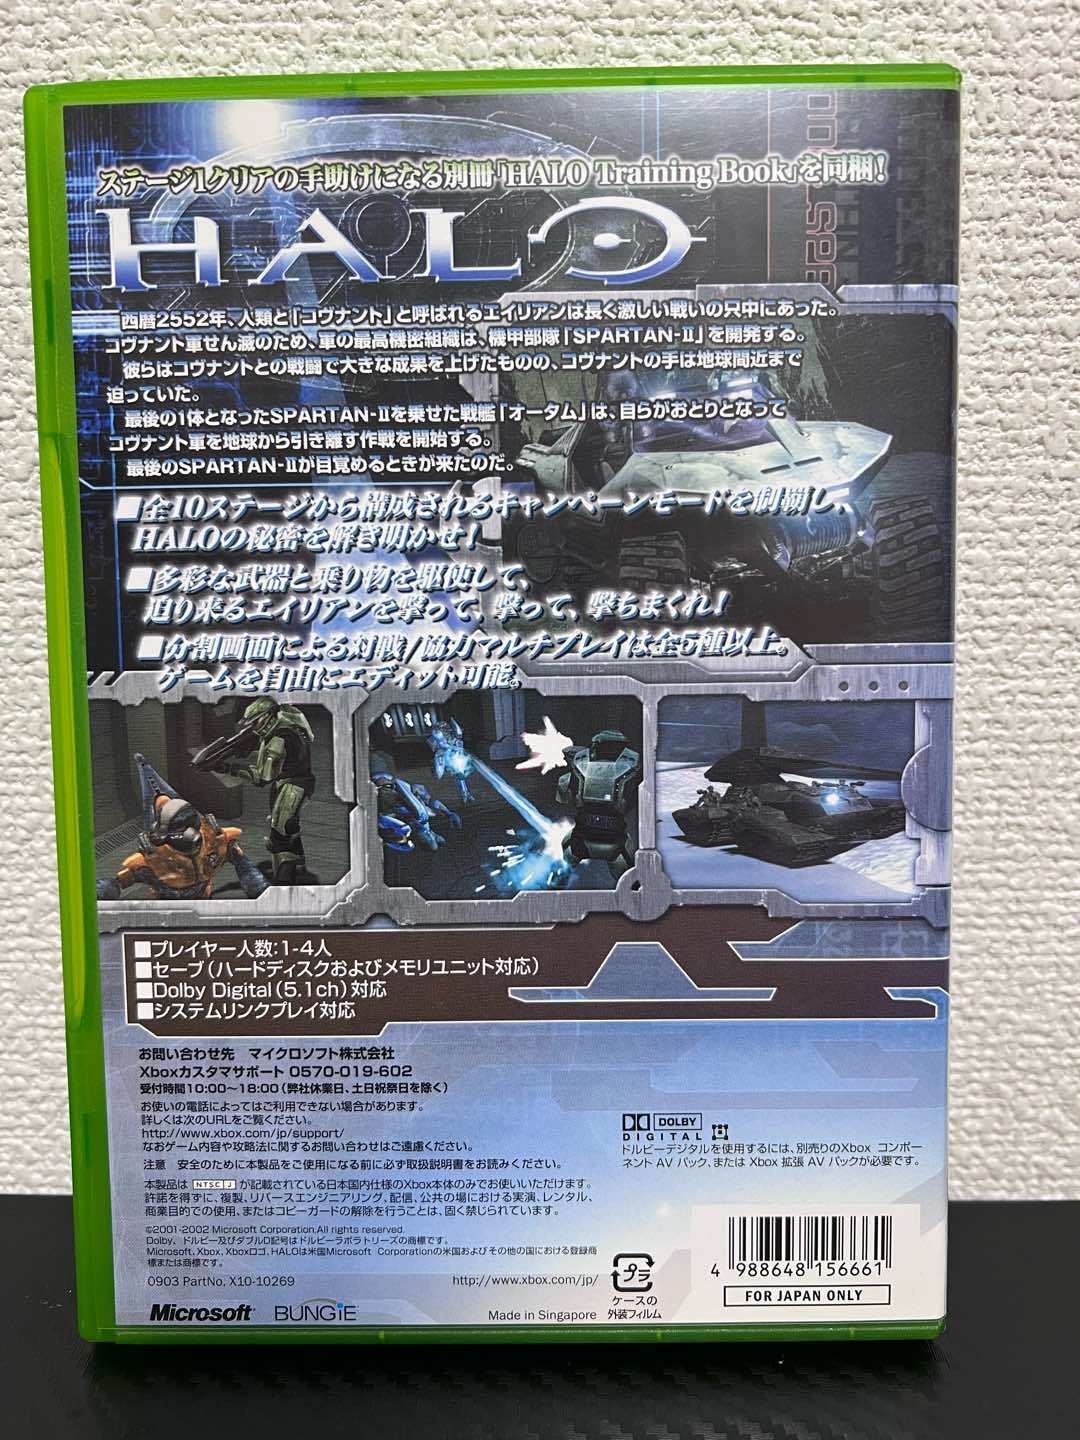 ステージ1クリアの手助けになる別冊「HALO Training Book」を同梱!
HALO
西暦2552年、人類と「コヴナント」と呼ばれるエイリアンは長く激しい戦いの只中にあった。
コヴナント軍せん滅のため、軍の最高機密組織は、機甲部隊「SPARTAN-II」を開発する。
彼らはコヴナントとの戦闘で大きな成果を上げたものの、コヴナントの手は地球間近まで
迫っていた。
最後の1体となったSPARTAN-IIを乗せた戦艦「オータム」は、自らがおとりとなって
コヴナント軍を地球から引き離す作戦を開始する。
最後のSPARTAN-IIが目覚めるときが来たのだ。
■全10ステージから構成されるキャンペーンモードを制覇し、
HALOの秘密を解き明かせ!
■多彩な武器と乗り物を駆使して、
迫り来るエイリアンを撃って、撃って、撃ちまくれ!
■分割画面による対戦/協力マルチプレイは全5種以上。
ゲームを自由にエディット可能。
■プレイヤー人数:1-4人
■セーブ(ハードディスクおよびメモリユニット対応)
■Dolby Digital(5.1ch)対応
■システムリンクプレイ対応
お問い合わせ先 マイクロソフト株式会社
Xboxカスタマサポート 0570-019-602
受付時間10:00〜18:00(弊社休業日、土日祝祭日を除く)
お使いの電話によってはご利用できない場合があります。
詳しくは次のURLをご覧ください。
http://www.xbox.com/jp/support/
なおゲーム内容や攻略法に関するお問い合わせはご遠慮ください。
注意 安全のために本製品をご使用になる前に必ず取扱説明書をお読みください。
本製品は NTSC J が記載されている日本国内仕様のXbox本体のみでお使いいただけます。
許諾を得ずに、複製、リバースエンジニアリング、配信、公共の場における実演、レンタル、
商業目的での使用、またはコピーガードの解除を行うことは、固く禁じられています。
©2001-2002 Microsoft Corporation.All rights reserved.
Dolby、ドルビー及びダブルD記号はドルビーラボラトリーズの商標です。
Microsoft、Xbox、Xboxロゴ、HALOは米国Microsoft Corporationの米国およびその他の国における登録商
標または商標です。
0903 PartNo. X10-10269
http://www.xbox.com/jp/
Microsoft BUNGIE
Made in Singapore
DOLBY
DIGITAL
ドルビーデジタルを使用するには、別売りのXbox コンポー
ネント AV パック、または Xbox 拡張 AV パックが必要です。
プラ
ケースの
外装フィルム
4 988648 156661
FOR JAPAN ONLY